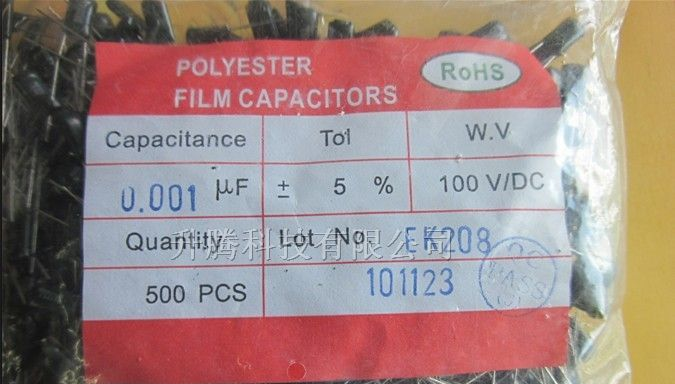 POLYESTER
FILM CAPACITORS
RoHS
Capacitance Tol W.V
0.001 μF ± 5 % 100 V/DC
Quantity Lot No. EK208
升腾科技有限公司
500 PCS 101123
QC
PASS